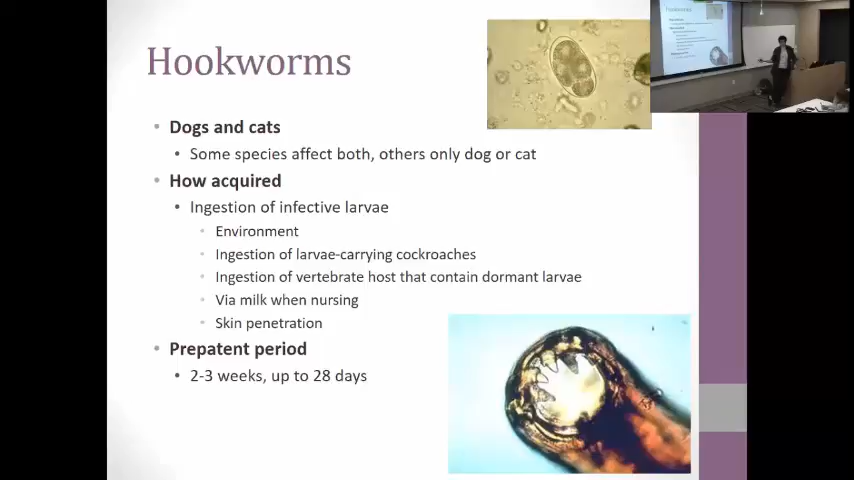 Hookworms
Dogs and cats
Some species affect both, others only dog or cat
How acquired
Ingestion of infective larvae
Environment
Ingestion of larvae-carrying cockroaches
Ingestion of vertebrate host that contain dormant larvae
Via milk when nursing
Skin penetration
Prepatent period
2-3 weeks, up to 28 days